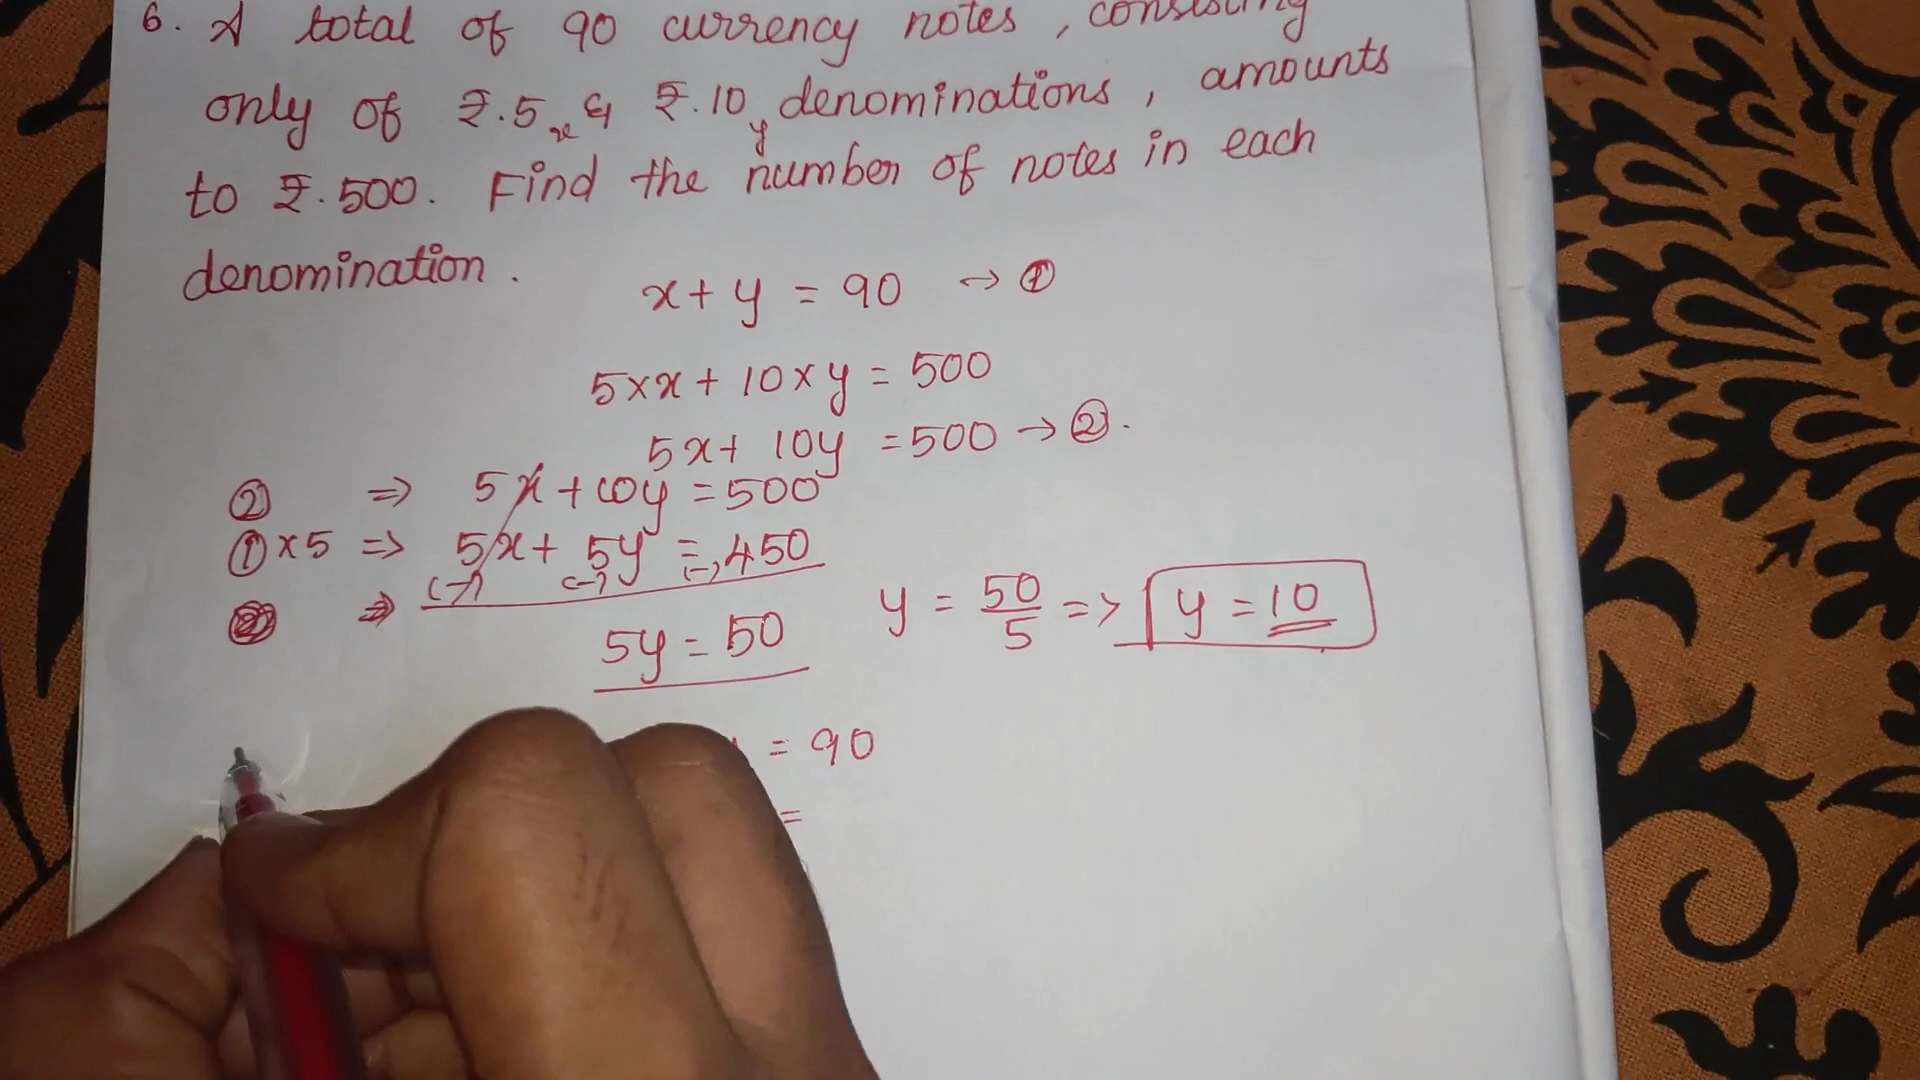 6. A total of 90 currency notes, consisting
only of ₹.5 x & ₹.10 y denominations, amounts
to ₹.500. Find the number of notes in each
denomination.
x + y = 90 → ①
5 × x + 10 × y = 500
5x + 10y = 500 → ②.
② ⇒ 5x + 10y = 500
① × 5 ⇒ 5x + 5y = 450
(-) (-) (-)
⇒
5y = 50
y = 50/5 => y = 10
= 90
=